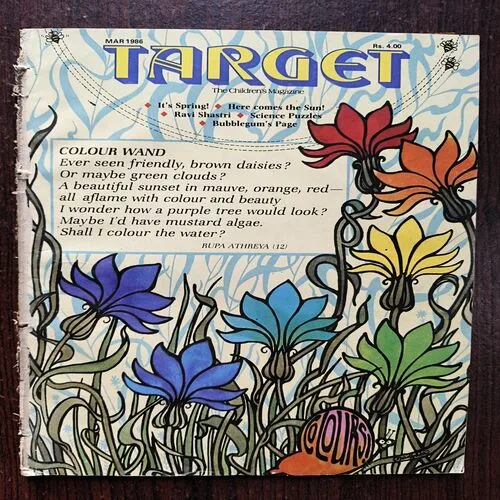 MAR 1986
Rs. 4.00
TARGET
The Children's Magazine
◆ It's Spring! ◆ Here comes the Sun!
◆ Ravi Shastri ◆ Science Puzzles
◆ Bubblegum's Page
COLOUR WAND
Ever seen friendly, brown daisies?
Or maybe green clouds?
A beautiful sunset in mauve, orange, red—
all aflame with colour and beauty
I wonder how a purple tree would look?
Maybe I'd have mustard algae.
Shall I colour the water?
RUPA ATHREYA (12)
COLOURS!